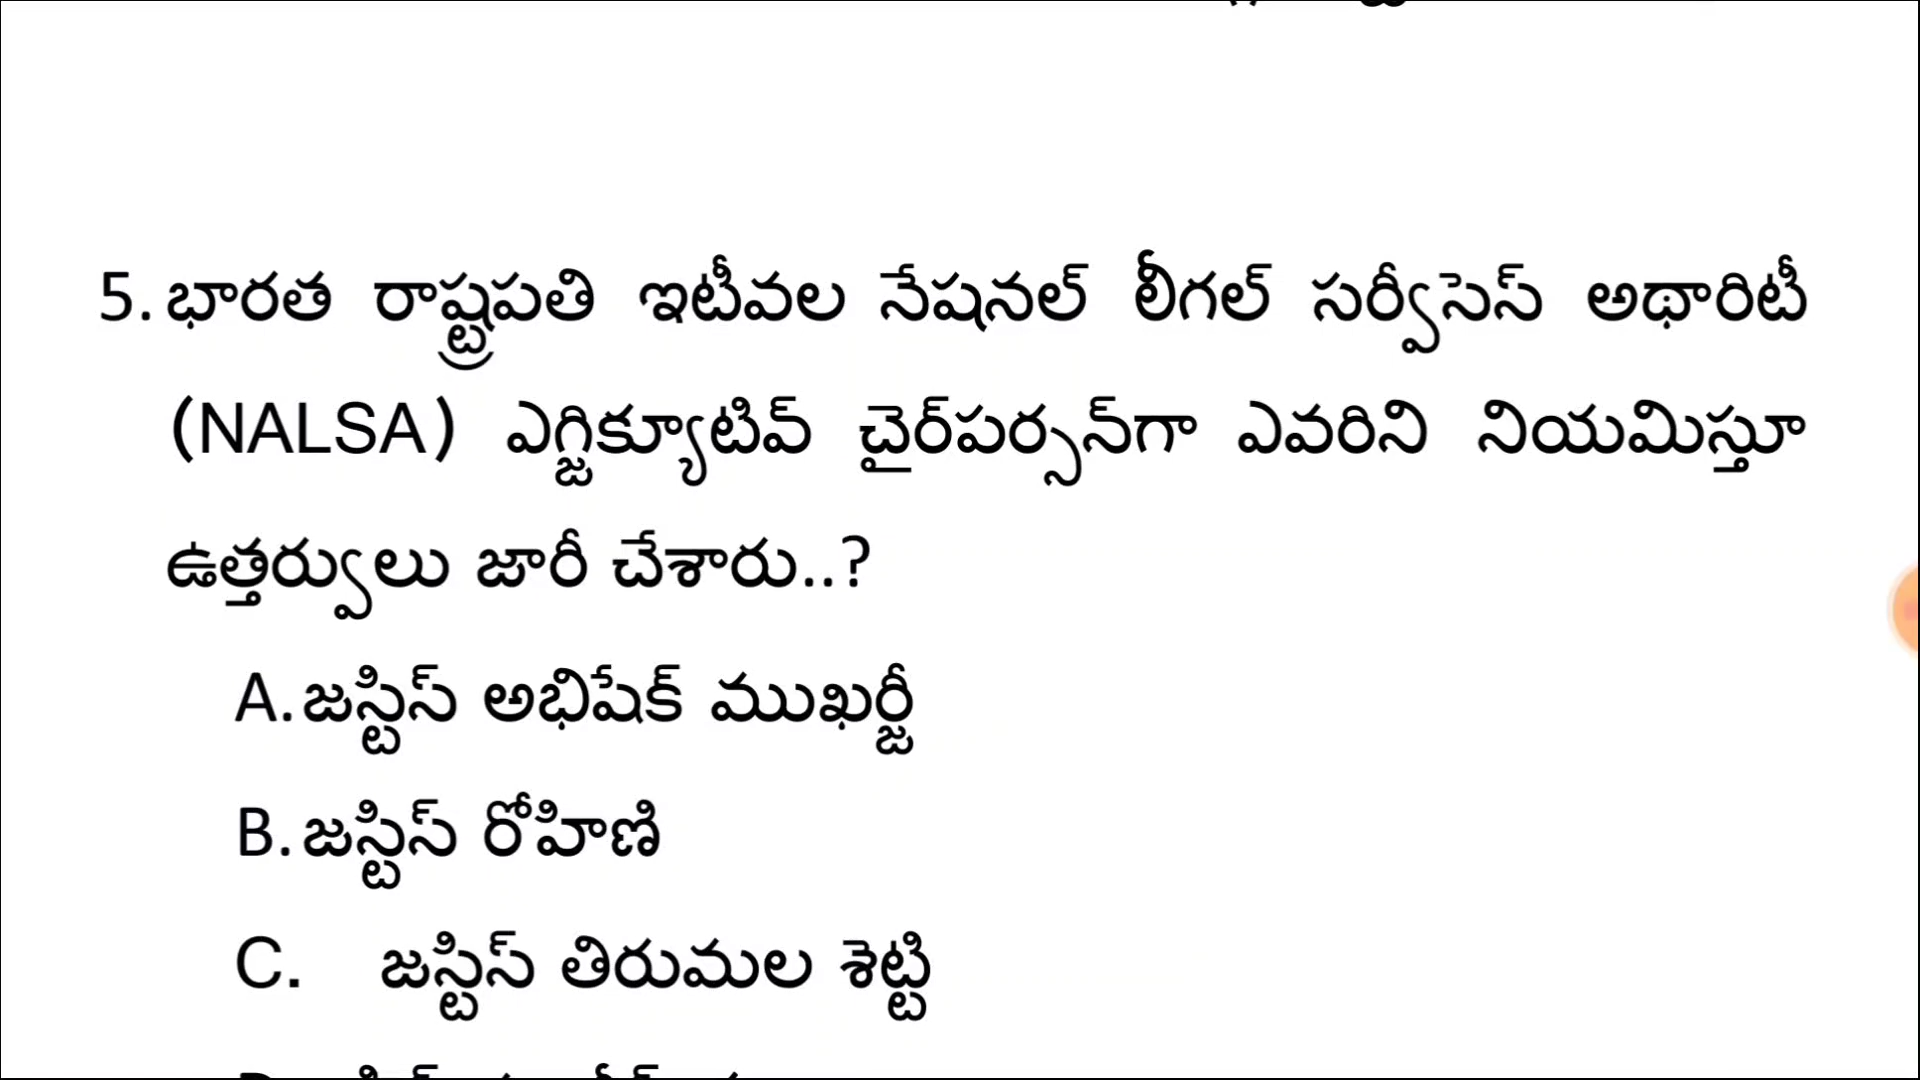 5. భారత రాష్ట్రపతి ఇటీవల నేషనల్ లీగల్ సర్వీసెస్ అథారిటీ
(NALSA) ఎగ్జిక్యూటివ్ చైర్‌పర్సన్‌గా ఎవరిని నియమిస్తూ
ఉత్తర్వులు జారీ చేశారు..?
A. జస్టిస్ అభిషేక్ ముఖర్జీ
B. జస్టిస్ రోహిణి
C. జస్టిస్ తిరుమల శెట్టి